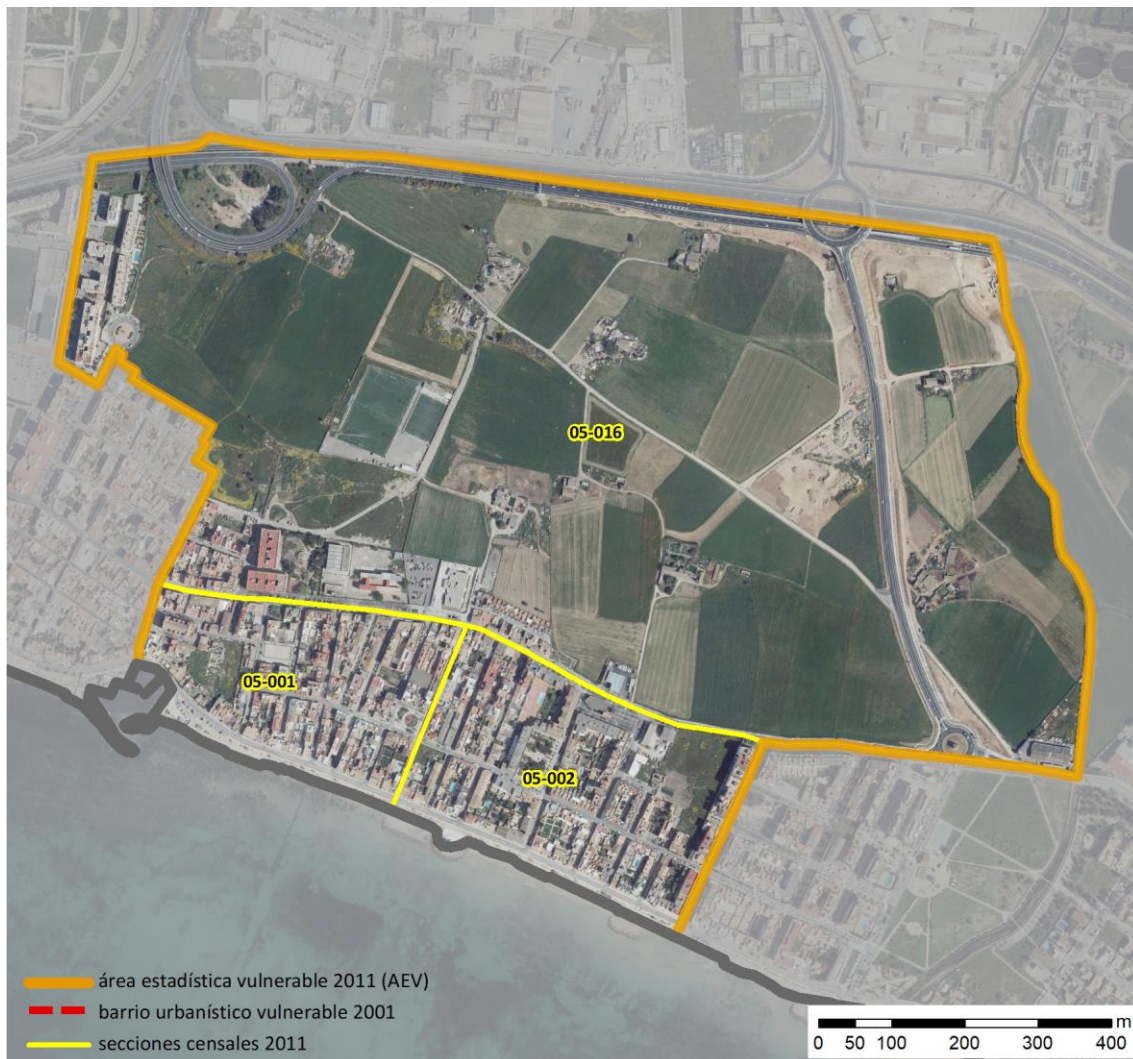 05-016
05-001
05-002
área estadística vulnerable 2011 (AEV)
barrio urbanístico vulnerable 2001
secciones censales 2011
m
0 50 100 200 300 400